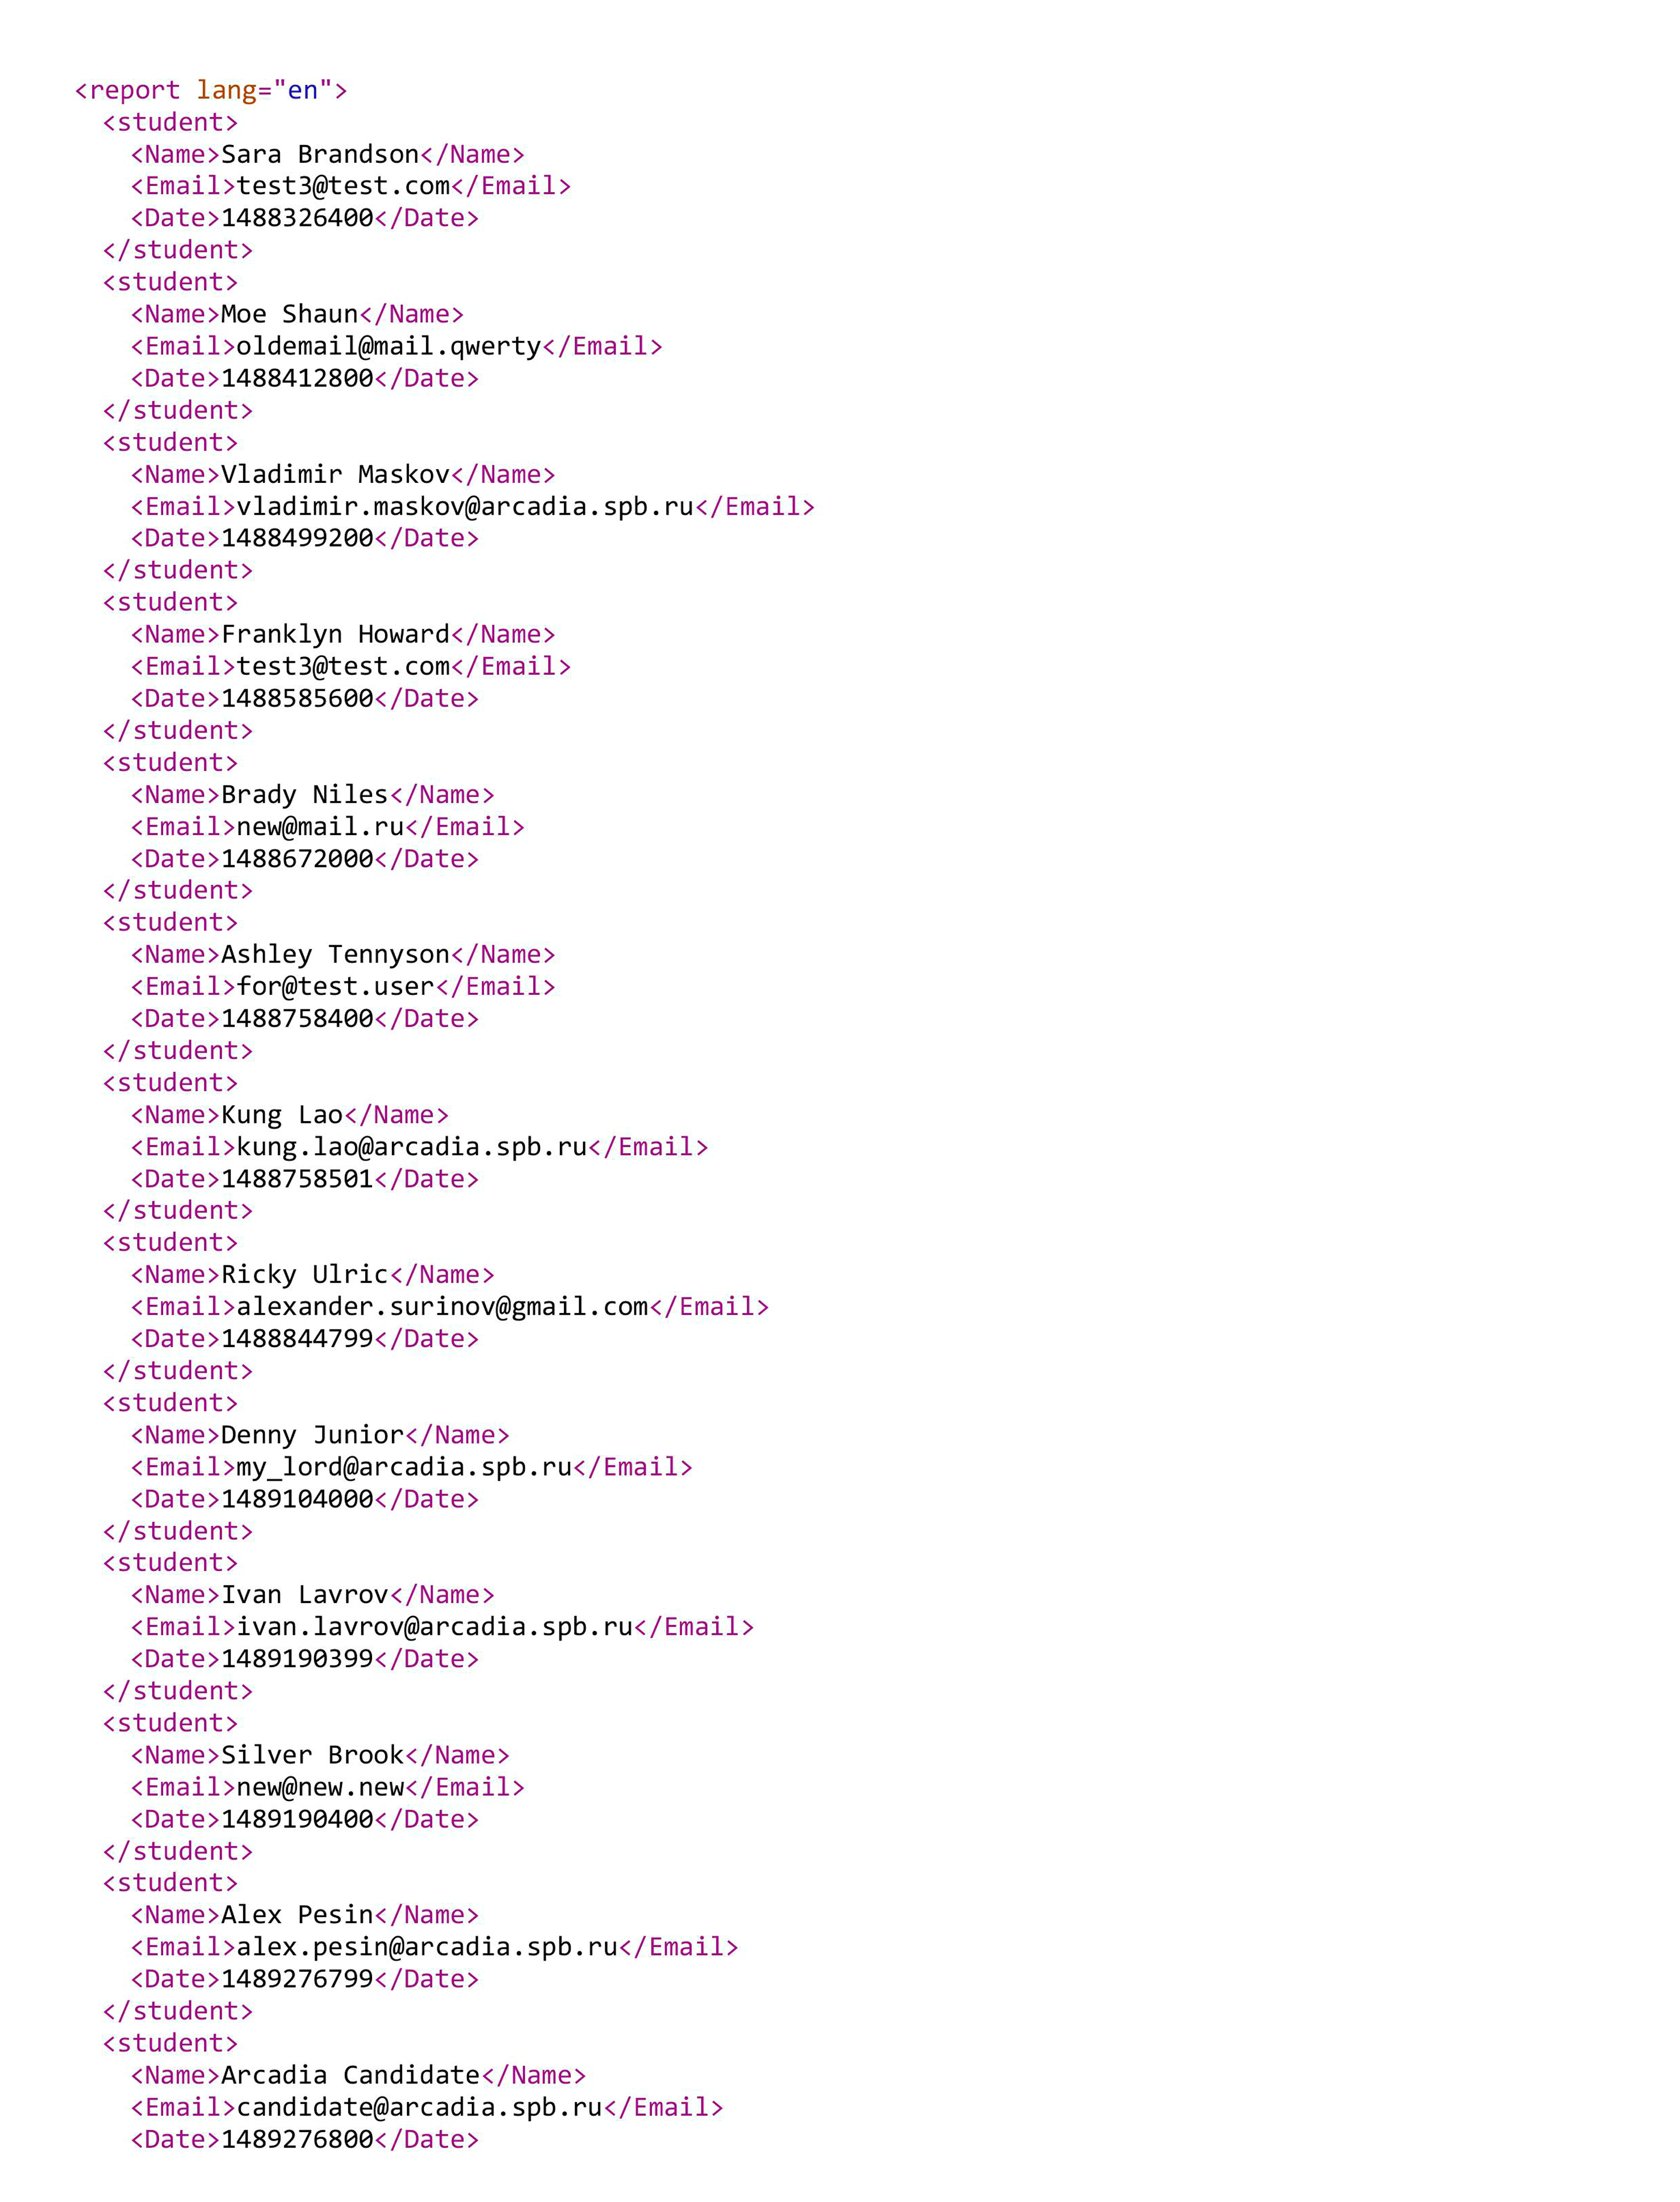 <report lang="en">
<student>
<Name>Sara Brandson</Name>
<Email>test3@test.com</Email>
<Date>1488326400</Date>
</student>
<student>
<Name>Moe Shaun</Name>
<Email>oldemail@mail.qwerty</Email>
<Date>1488412800</Date>
</student>
<student>
<Name>Vladimir Maskov</Name>
<Email>vladimir.maskov@arcadia.spb.ru</Email>
<Date>1488499200</Date>
</student>
<student>
<Name>Franklyn Howard</Name>
<Email>test3@test.com</Email>
<Date>1488585600</Date>
</student>
<student>
<Name>Brady Niles</Name>
<Email>new@mail.ru</Email>
<Date>1488672000</Date>
</student>
<student>
<Name>Ashley Tennyson</Name>
<Email>for@test.user</Email>
<Date>1488758400</Date>
</student>
<student>
<Name>Kung Lao</Name>
<Email>kung.lao@arcadia.spb.ru</Email>
<Date>1488758501</Date>
</student>
<student>
<Name>Ricky Ulric</Name>
<Email>alexander.surinov@gmail.com</Email>
<Date>1488844799</Date>
</student>
<student>
<Name>Denny Junior</Name>
<Email>my_lord@arcadia.spb.ru</Email>
<Date>1489104000</Date>
</student>
<student>
<Name>Ivan Lavrov</Name>
<Email>ivan.lavrov@arcadia.spb.ru</Email>
<Date>1489190399</Date>
</student>
<student>
<Name>Silver Brook</Name>
<Email>new@new.new</Email>
<Date>1489190400</Date>
</student>
<student>
<Name>Alex Pesin</Name>
<Email>alex.pesin@arcadia.spb.ru</Email>
<Date>1489276799</Date>
</student>
<student>
<Name>Arcadia Candidate</Name>
<Email>candidate@arcadia.spb.ru</Email>
<Date>1489276800</Date>